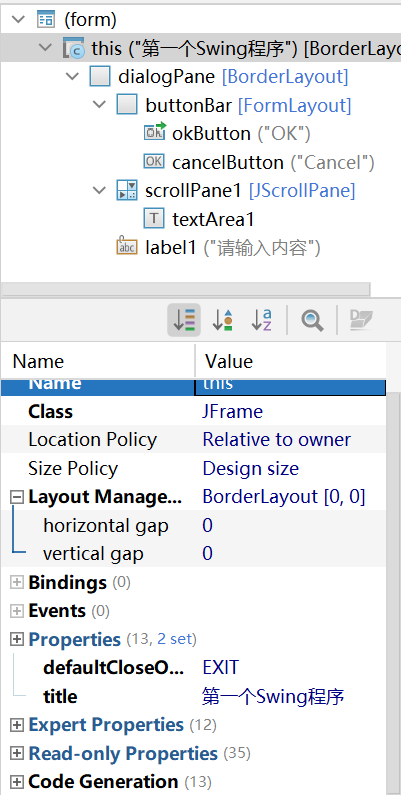 (form)
this ("第一个Swing程序") [BorderLayo
dialogPane [BorderLayout]
buttonBar [FormLayout]
okButton ("OK")
OK cancelButton ("Cancel")
scrollPane1 [JScrollPane]
T textArea1
abc label1 ("请输入内容")
Name Value
Name this
Class JFrame
Location Policy Relative to owner
Size Policy Design size
Layout Manage... BorderLayout [0, 0]
horizontal gap 0
vertical gap 0
Bindings (0)
Events (0)
Properties (13, 2 set)
defaultCloseO... EXIT
title 第一个Swing程序
Expert Properties (12)
Read-only Properties (35)
Code Generation (13)